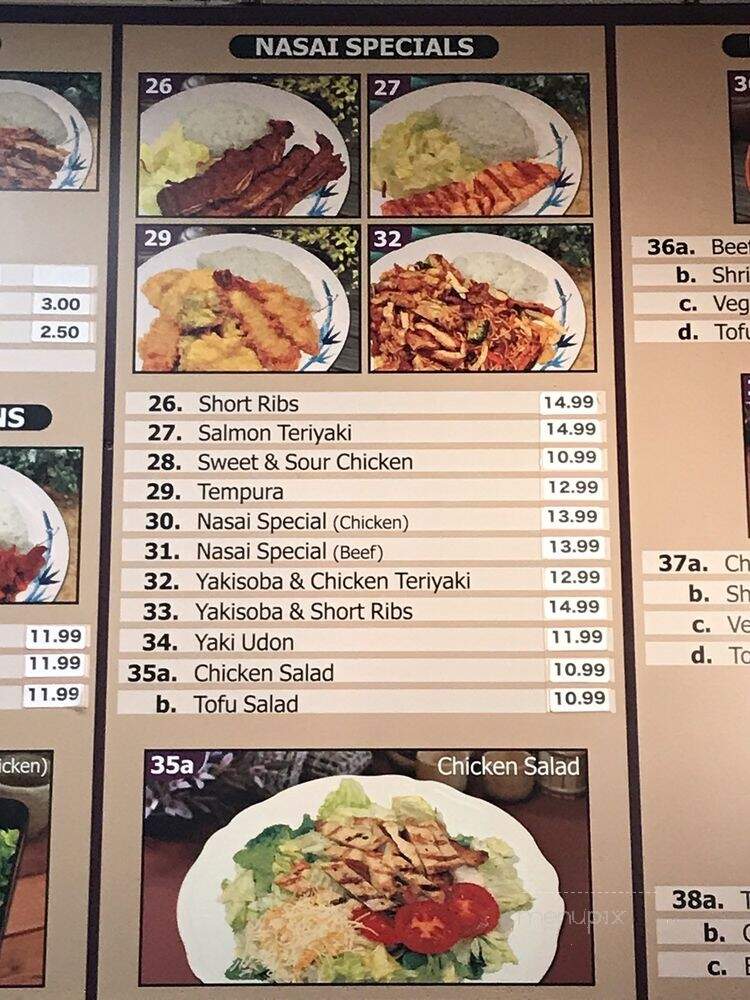 NASAI SPECIALS
26
27
29
32
26. Short Ribs 14.99
27. Salmon Teriyaki 14.99
28. Sweet & Sour Chicken 10.99
29. Tempura 12.99
30. Nasai Special (Chicken) 13.99
31. Nasai Special (Beef) 13.99
32. Yakisoba & Chicken Teriyaki 12.99
33. Yakisoba & Short Ribs 14.99
34. Yaki Udon 11.99
35a. Chicken Salad 10.99
b. Tofu Salad 10.99
35a Chicken Salad
3.00
2.50
NS
11.99
11.99
11.99
icken)
36a. Beef
b. Shri
c. Veg
d. Tofu
37a. Ch
b. Sh
c. Ve
d. To
38a. T
b.
c.
menupix